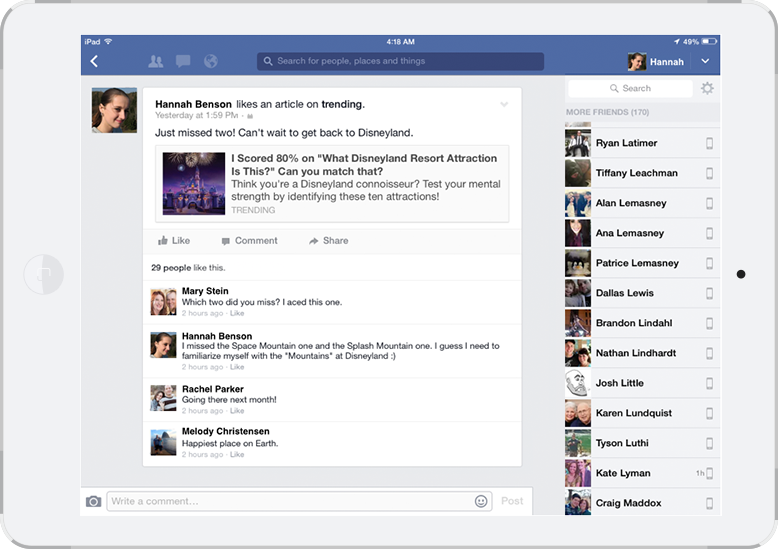 iPad 4:18 AM 49%
Search for people, places and things
Hannah
Hannah Benson likes an article on trending.
Yesterday at 1:59 PM
Just missed two! Can't wait to get back to Disneyland.
I Scored 80% on "What Disneyland Resort Attraction
Is This?" Can you match that?
Think you're a Disneyland connoisseur? Test your mental
strength by identifying these ten attractions!
TRENDING
Like Comment Share
29 people like this.
Mary Stein
Which two did you miss? I aced this one.
2 hours ago · Like
Hannah Benson
I missed the Space Mountain one and the Splash Mountain one. I guess I need to
familiarize myself with the "Mountains" at Disneyland :)
2 hours ago · Like
Rachel Parker
Going there next month!
2 hours ago · Like
Melody Christensen
Happiest place on Earth.
2 hours ago · Like
Write a comment...
Post
Search
MORE FRIENDS (170)
Ryan Latimer
Tiffany Leachman
Alan Lemasney
Ana Lemasney
Patrice Lemasney
Dallas Lewis
Brandon Lindahl
Nathan Lindhardt
Josh Little
Karen Lundquist
Tyson Luthi
Kate Lyman 1h
Craig Maddox